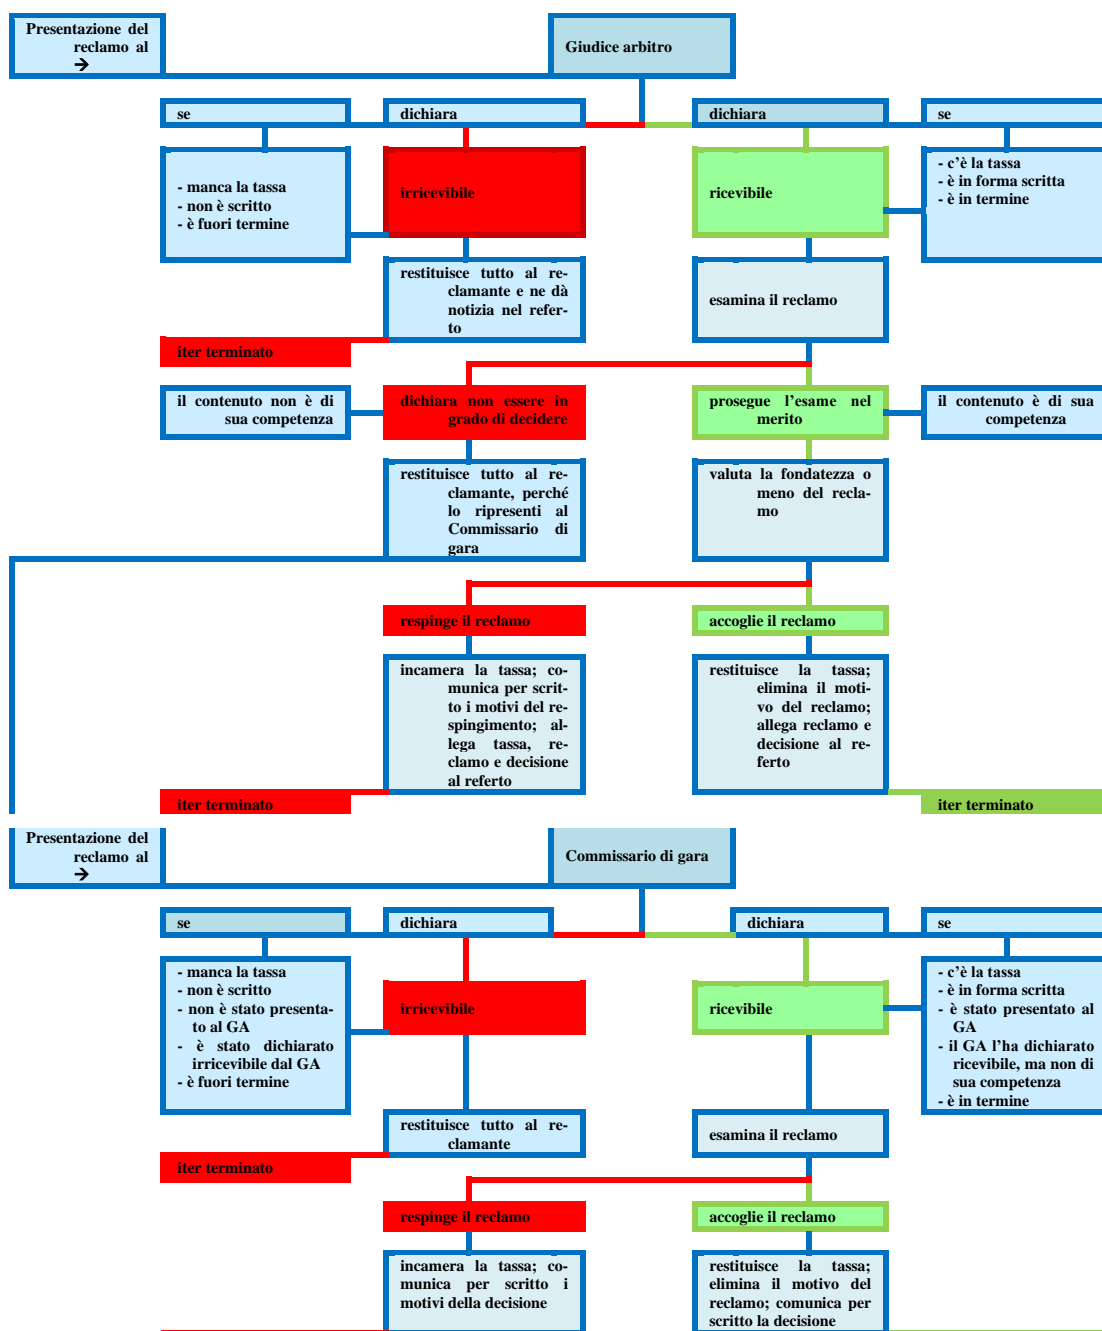 Presentazione del
reclamo al
→
Giudice arbitro
se
dichiara
dichiara
se
- manca la tassa
- non è scritto
- è fuori termine
irricevibile
ricevibile
- c'è la tassa
- è in forma scritta
- è in termine
restituisce tutto al re-
clamante e ne dà
notizia nel refer-
to
esamina il reclamo
iter terminato
il contenuto non è di
sua competenza
dichiara non essere in
grado di decidere
prosegue l'esame nel
merito
il contenuto è di sua
competenza
restituisce tutto al re-
clamante, perché
lo ripresenti al
Commissario di
gara
valuta la fondatezza o
meno del recla-
mo
respinge il reclamo
accoglie il reclamo
incamera la tassa; co-
munica per scrit-
to i motivi del re-
spingimento; al-
lega tassa, re-
clamo e decisione
al referto
restituisce la tassa;
elimina il moti-
vo del reclamo;
allega reclamo e
decisione al re-
ferto
iter terminato
iter terminato
Presentazione del
reclamo al
→
Commissario di gara
se
dichiara
dichiara
se
- manca la tassa
- non è scritto
- non è stato presenta-
to al GA
- è stato dichiarato
irricevibile dal GA
- è fuori termine
irricevibile
ricevibile
- c'è la tassa
- è in forma scritta
- è stato presentato al
GA
- il GA l'ha dichiarato
ricevibile, ma non di
sua competenza
- è in termine
restituisce tutto al re-
clamante
esamina il reclamo
iter terminato
respinge il reclamo
accoglie il reclamo
incamera la tassa; co-
munica per scritto i
motivi della decisione
restituisce la tassa;
elimina il motivo del
reclamo; comunica per
scritto la decisione